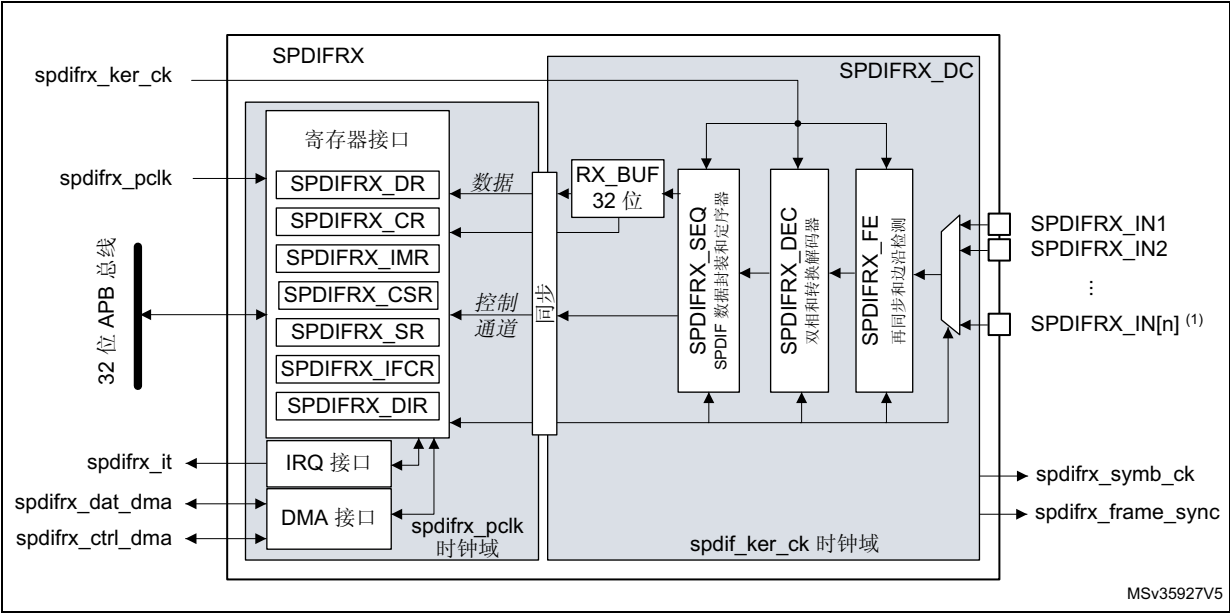 SPDIFRX
SPDIFRX_DC
spdifrx_ker_ck
spdifrx_pclk
32 位 APB 总线
spdifrx_it
spdifrx_dat_dma
spdifrx_ctrl_dma
寄存器接口
SPDIFRX_DR
SPDIFRX_CR
SPDIFRX_IMR
SPDIFRX_CSR
SPDIFRX_SR
SPDIFRX_IFCR
SPDIFRX_DIR
IRQ 接口
DMA 接口
数据
控制
通道
spdifrx_pclk
时钟域
同步
RX_BUF
32 位
SPDIFRX_SEQ
SPDIF 数据封装和定序器
SPDIFRX_DEC
双相和转换解码器
SPDIFRX_FE
再同步和边沿检测
spdif_ker_ck 时钟域
SPDIFRX_IN1
SPDIFRX_IN2
⋮
SPDIFRX_IN[n] (1)
spdifrx_symb_ck
spdifrx_frame_sync
MSv35927V5